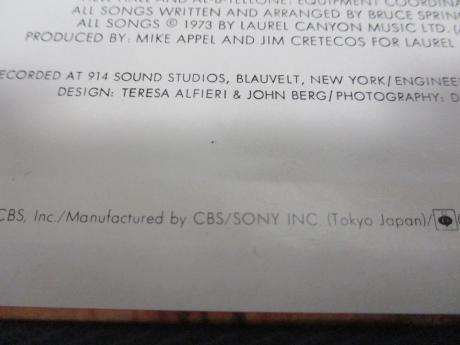 ALL SONGS WRITTEN AND ARRANGED BY BRUCE SPRIN
ALL SONGS © 1973 BY LAUREL CANYON MUSIC LTD. (
PRODUCED BY: MIKE APPEL AND JIM CRETECOS FOR LAUREL
ECORDED AT 914 SOUND STUDIOS, BLAUVELT, NEW YORK/ENGINEE
DESIGN: TERESA ALFIERI & JOHN BERG/PHOTOGRAPHY: D
CBS, Inc./Manufactured by CBS/SONY INC. (Tokyo Japan)/